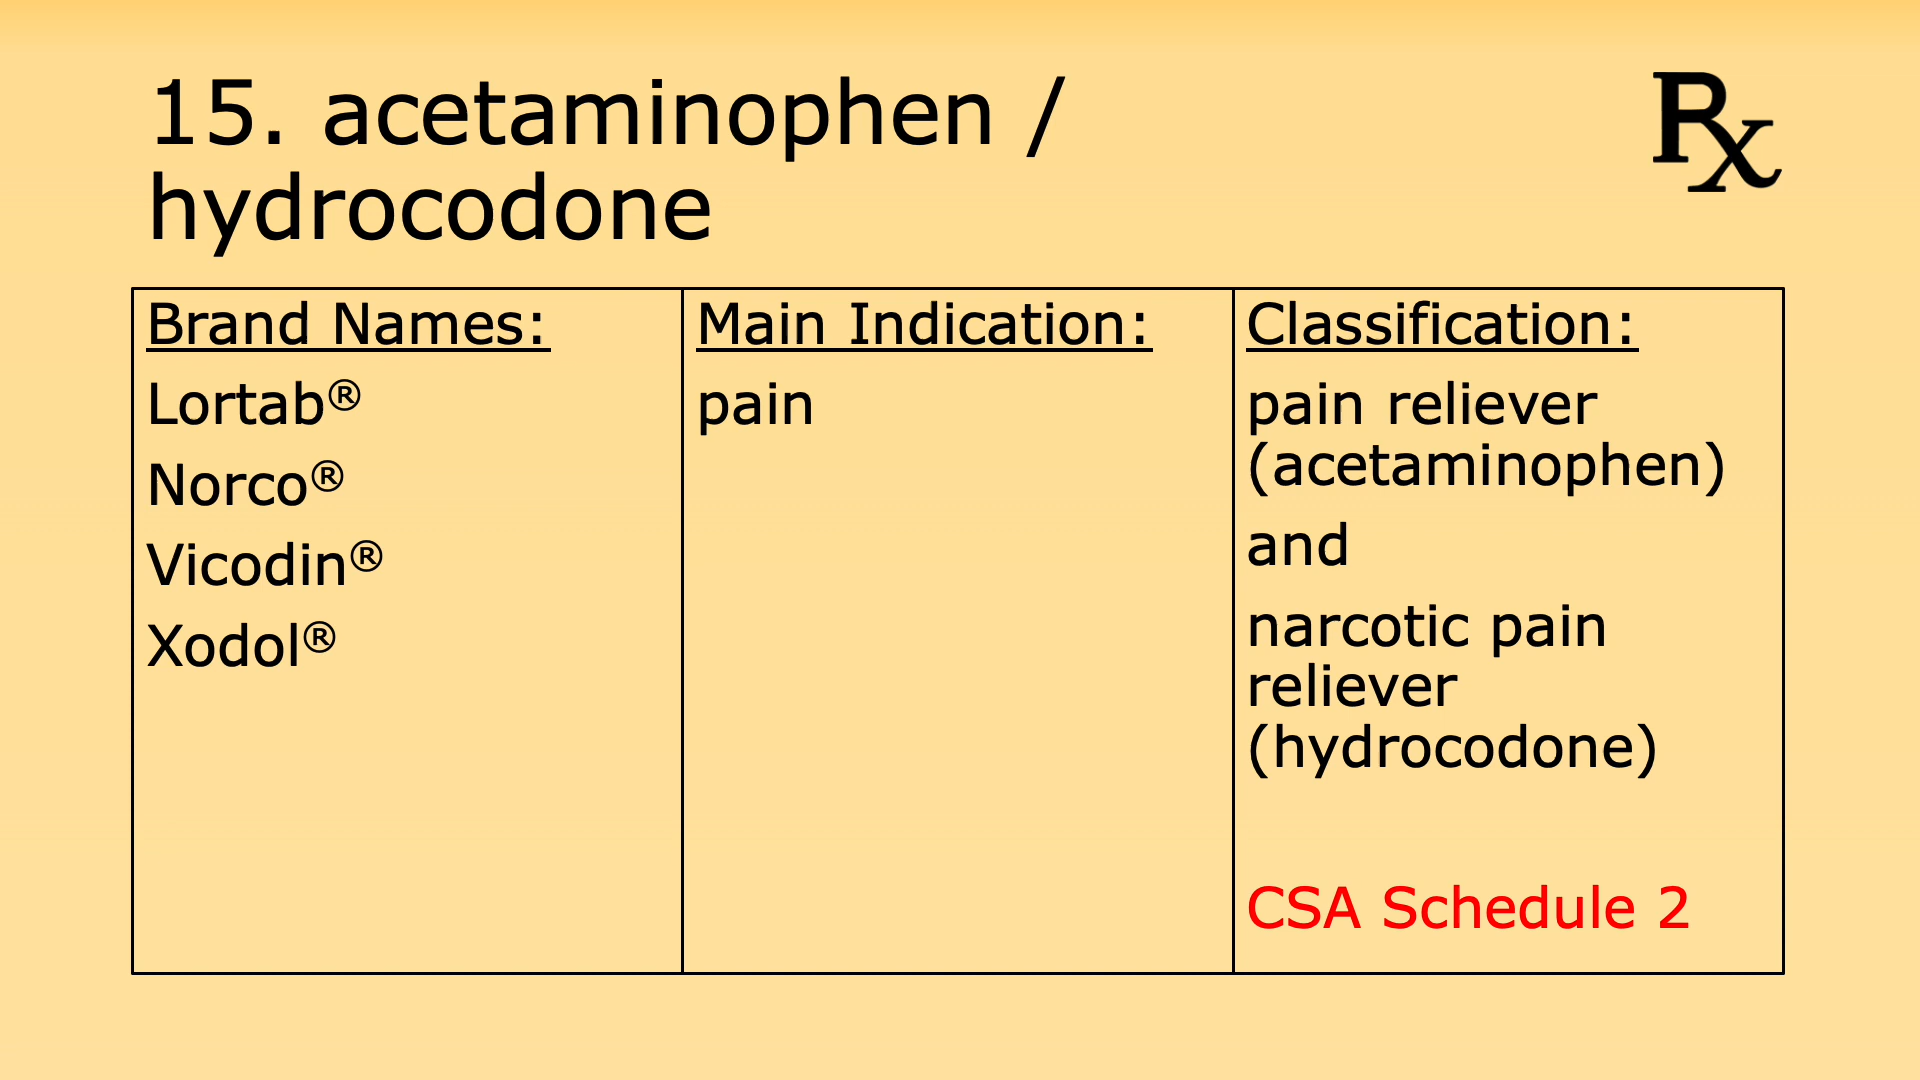 15. acetaminophen /
hydrocodone
Rx
Brand Names:
Lortab®
Norco®
Vicodin®
Xodol®
Main Indication:
pain
Classification:
pain reliever
(acetaminophen)
and
narcotic pain
reliever
(hydrocodone)
CSA Schedule 2